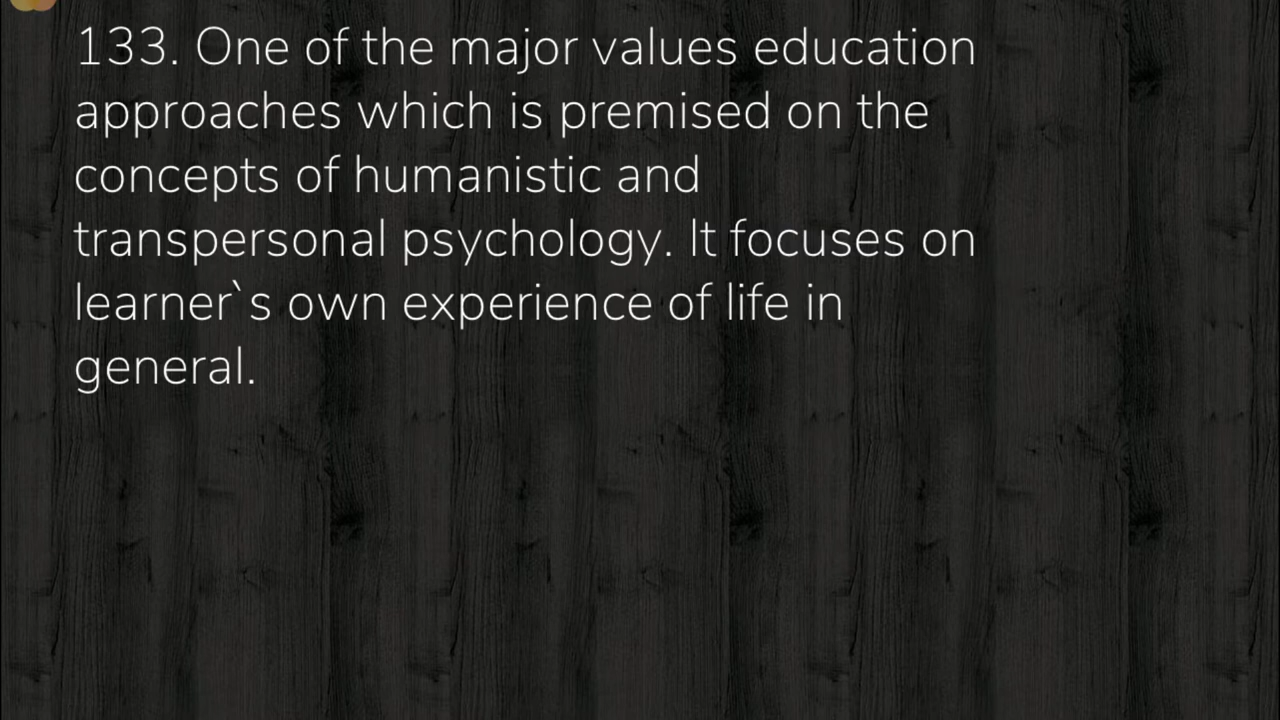 133. One of the major values education
approaches which is premised on the
concepts of humanistic and
transpersonal psychology. It focuses on
learner`s own experience of life in
general.